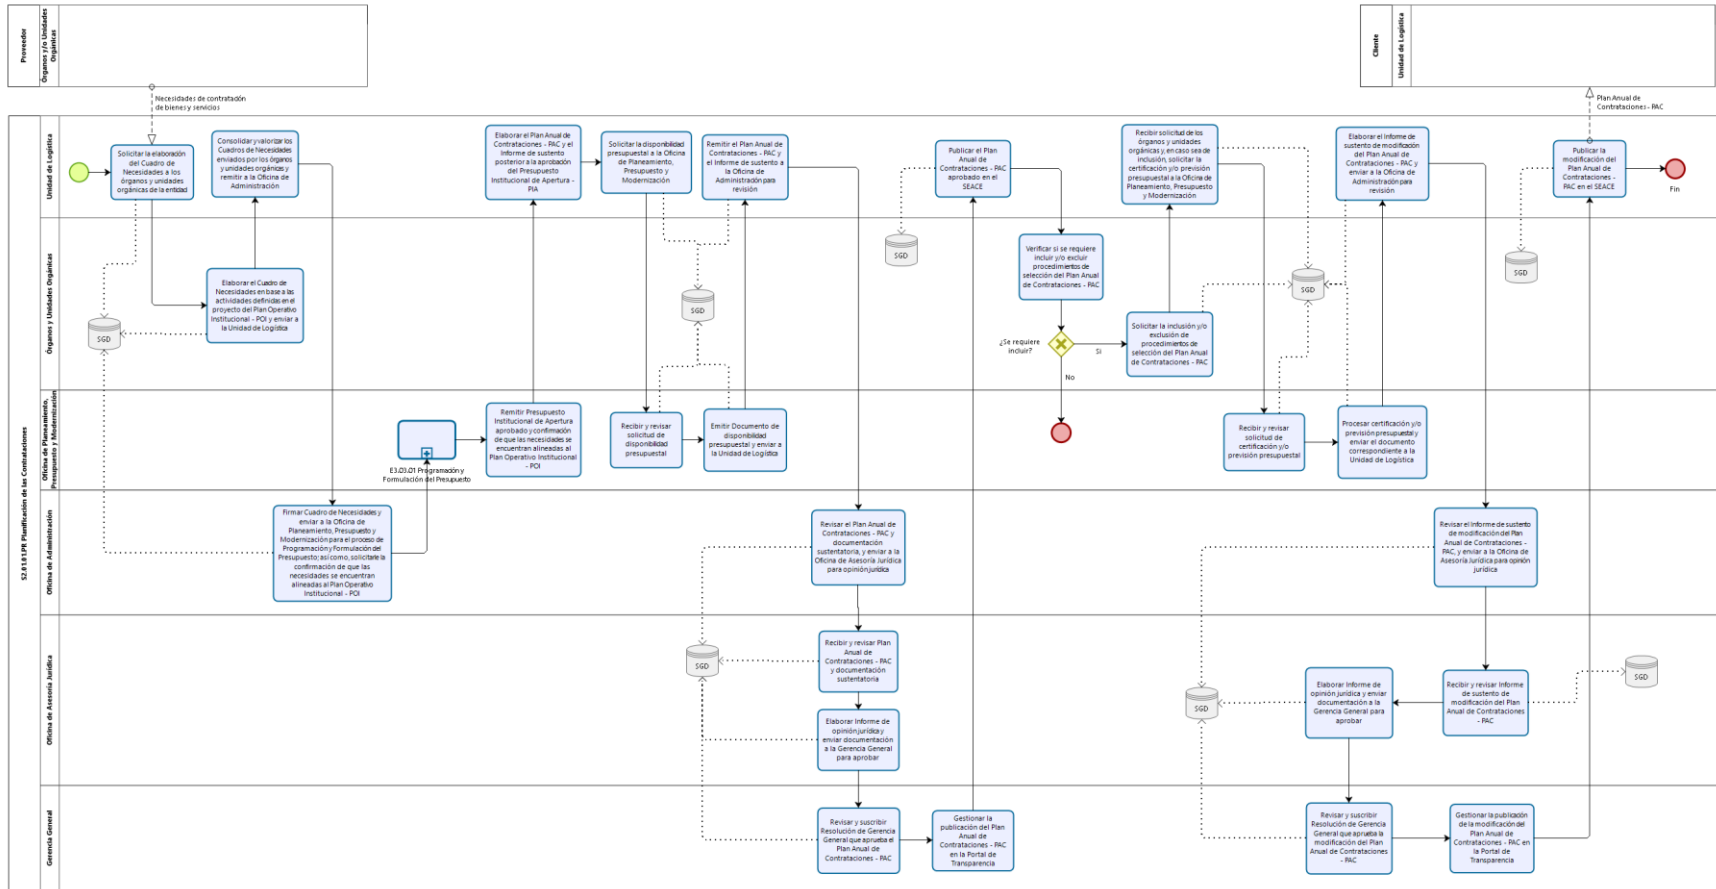 Proveedor
Órganos y/o Unidades
Orgánicas
Cliente
Unidad de Logística
Necesidades de contratación
de bienes y servicios
Plan Anual de
Contrataciones - PAC
S2.01.01.PR Planificación de las Contrataciones
Unidad de Logística
Solicitar la elaboración
del Cuadro de
Necesidades a los
órganos y unidades
orgánicas de la entidad
Consolidar y valorizar los
Cuadros de Necesidades
enviados por los órganos
y unidades orgánicas y
remitir a la Oficina de
Administración
Elaborar el Plan Anual de
Contrataciones - PAC y el
Informe de sustento
posterior a la aprobación
del Presupuesto
Institucional de Apertura -
PIA
Solicitar la disponibilidad
presupuestal a la Oficina
de Planeamiento,
Presupuesto y
Modernización
Remitir el Plan Anual de
Contrataciones - PAC y
el Informe de sustento a
la Oficina de
Administración para
revisión
Publicar el Plan
Anual de
Contrataciones - PAC
aprobado en el
SEACE
Recibir solicitud de los
órganos y unidades
orgánicas y, en caso sea de
inclusión, solicitar la
certificación y/o previsión
presupuestal a la Oficina de
Planeamiento, Presupuesto
y Modernización
Elaborar el Informe de
sustento de modificación
del Plan Anual de
Contrataciones - PAC y
enviar a la Oficina de
Administración para
revisión
Publicar la
modificación del
Plan Anual de
Contrataciones -
PAC en el SEACE
Fin
Órganos y Unidades Orgánicas
SGD
Elaborar el Cuadro de
Necesidades en base a las
actividades definidas en el
proyecto del Plan Operativo
Institucional - POI y enviar a
la Unidad de Logística
SGD
SGD
Verificar si se requiere
incluir y/o excluir
procedimientos de
selección del Plan Anual
de Contrataciones - PAC
¿Se requiere
incluir?
Si
No
Solicitar la inclusión y/o
exclusión de
procedimientos de
selección del Plan Anual
de Contrataciones - PAC
SGD
SGD
Oficina de Planeamiento,
Presupuesto y Modernización
E3.03.01 Programación y
Formulación del Presupuesto
Remitir Presupuesto
Institucional de Apertura
aprobado y confirmación
de que las necesidades se
encuentran alineadas al
Plan Operativo Institucional
- POI
Recibir y revisar
solicitud de
disponibilidad
presupuestal
Emitir Documento de
disponibilidad
presupuestal y enviar a
la Unidad de Logística
Recibir y revisar
solicitud de
certificación y/o
previsión presupuestal
Procesar certificación y/o
previsión presupuestal y
enviar el documento
correspondiente a la
Unidad de Logística
Oficina de Administración
Firmar Cuadro de Necesidades y
enviar a la Oficina de
Planeamiento, Presupuesto y
Modernización para el proceso de
Programación y Formulación del
Presupuesto; así como, solicitarle la
confirmación de que las
necesidades se encuentran
alineadas al Plan Operativo
Institucional - POI
Revisar el Plan Anual de
Contrataciones - PAC y
documentación
sustentatoria, y enviar a la
Oficina de Asesoría Jurídica
para opinión jurídica
Revisar el Informe de sustento
de modificación del Plan
Anual de Contrataciones -
PAC, y enviar a la Oficina de
Asesoría Jurídica para opinión
jurídica
Oficina de Asesoría Jurídica
SGD
Recibir y revisar Plan
Anual de
Contrataciones - PAC
y documentación
sustentatoria
Elaborar Informe de
opinión jurídica y
enviar documentación
a la Gerencia General
para aprobar
SGD
Elaborar Informe de
opinión jurídica y enviar
documentación a la
Gerencia General para
aprobar
Recibir y revisar Informe
de sustento de
modificación del Plan
Anual de Contrataciones
- PAC
SGD
Gerencia General
Revisar y suscribir
Resolución de Gerencia
General que aprueba el
Plan Anual de
Contrataciones - PAC
Gestionar la
publicación del Plan
Anual de
Contrataciones - PAC
en la Portal de
Transparencia
Revisar y suscribir
Resolución de Gerencia
General que aprueba la
modificación del Plan
Anual de Contrataciones -
PAC
Gestionar la publicación
de la modificación del
Plan Anual de
Contrataciones - PAC en
la Portal de
Transparencia